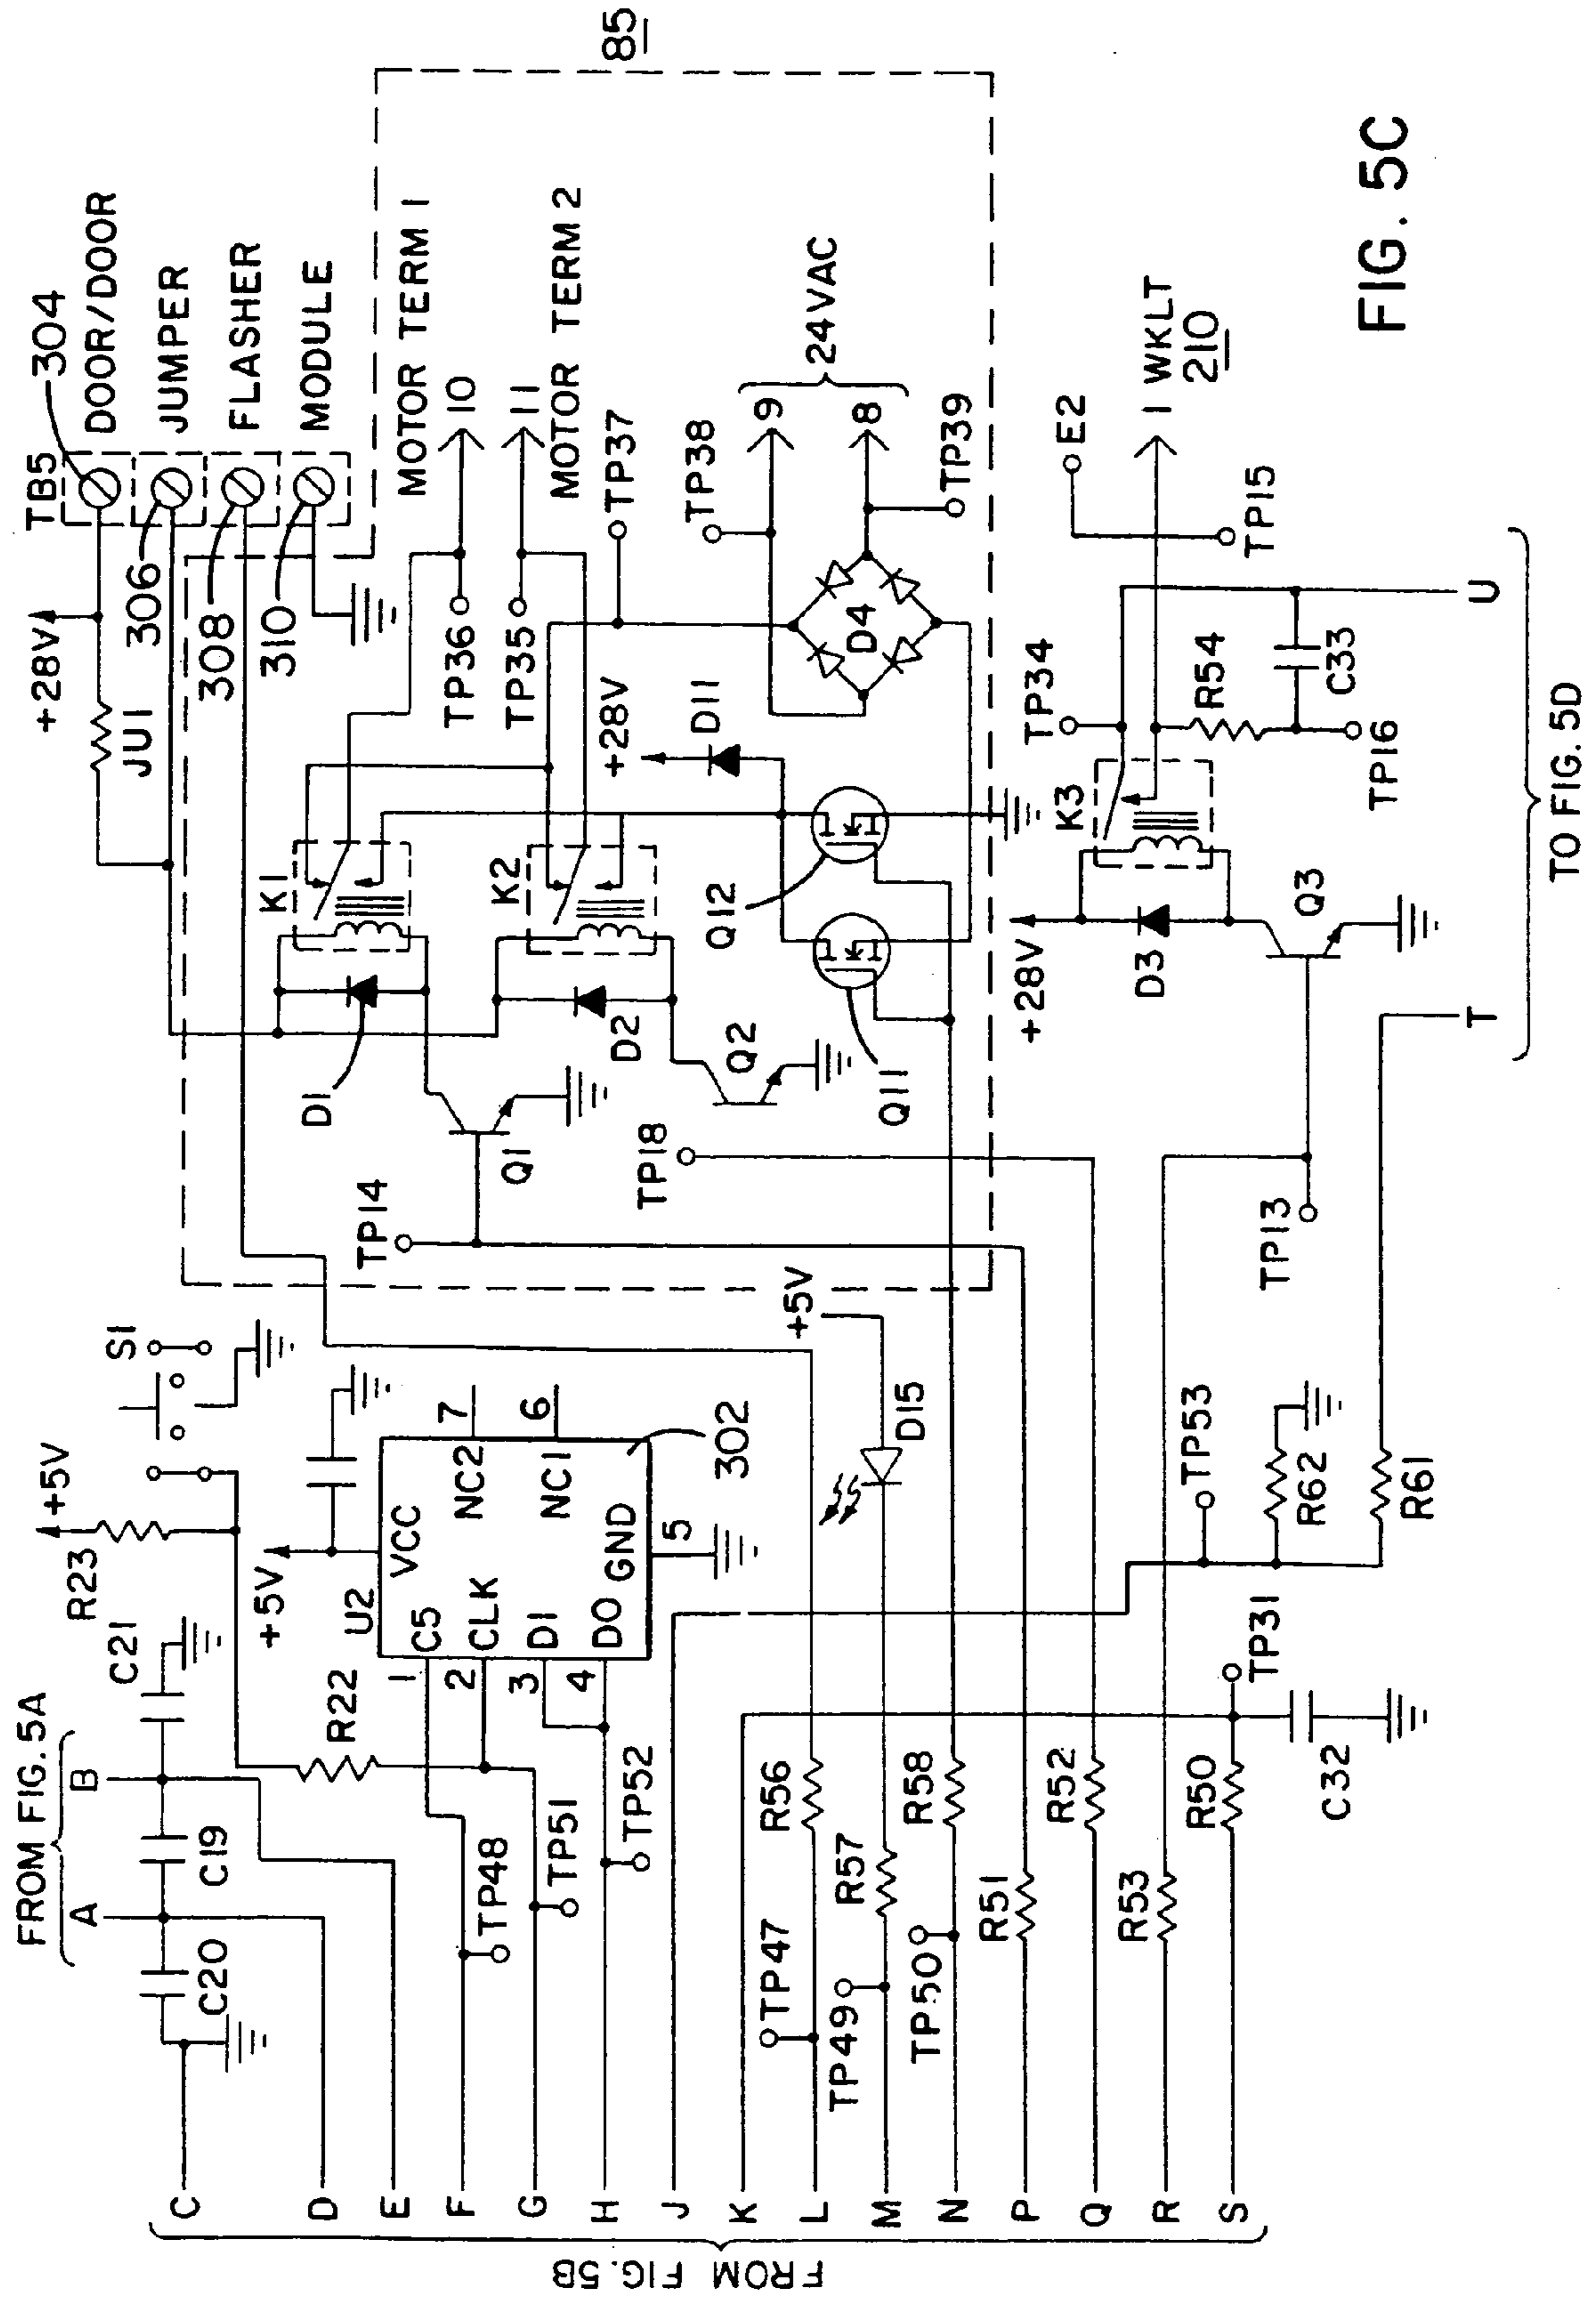 FROM FIG. 5A
A
B
C20
C19
C21
R23
+5V
S1
+28V
JU1
TB5
304
306
308
310
DOOR/DOOR
JUMPER
FLASHER
MODULE
85
R22
+5V
U2
VCC
C5
CLK
DI
DO
GND
NC2
NC1
1
2
3
4
5
6
7
302
TP48
TP51
TP52
D1
K1
K2
D2
Q1
Q2
TP14
TP18
MOTOR TERM 1
10
11
MOTOR TERM 2
TP36
TP35
TP37
+28V
D11
TP38
9
8
24VAC
TP39
D4
Q12
Q11
+5V
D15
TP47
R56
TP49
R57
TP50
R58
R51
R52
R53
R50
C32
TP31
TP53
R62
R61
TP13
+28V
D3
Q3
K3
TP34
R54
C33
TP16
E2
TP15
1 WKLT
210
T
U
TO FIG. 5D
C
D
E
F
G
H
J
K
L
M
N
P
Q
R
S
FROM FIG. 5B
FIG. 5C